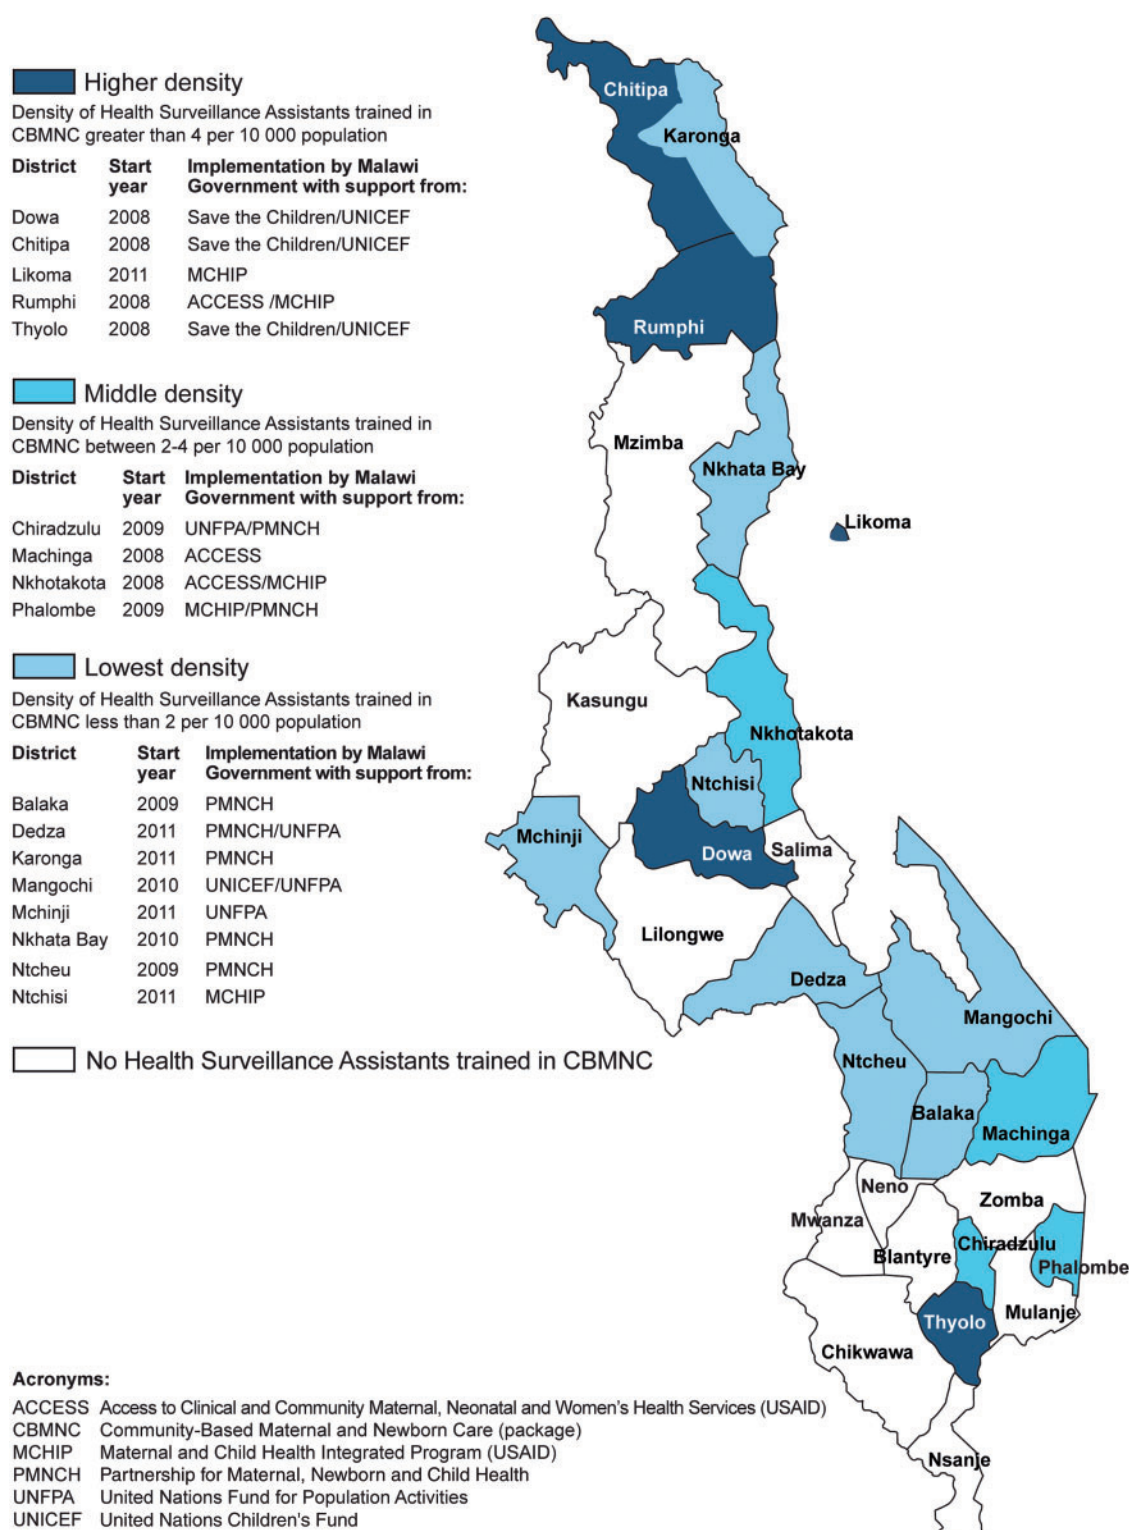 Higher density
Density of Health Surveillance Assistants trained in
CBMNC greater than 4 per 10 000 population
District Start year Implementation by Malawi Government with support from:
Dowa 2008 Save the Children/UNICEF
Chitipa 2008 Save the Children/UNICEF
Likoma 2011 MCHIP
Rumphi 2008 ACCESS /MCHIP
Thyolo 2008 Save the Children/UNICEF
Middle density
Density of Health Surveillance Assistants trained in
CBMNC between 2-4 per 10 000 population
District Start year Implementation by Malawi Government with support from:
Chiradzulu 2009 UNFPA/PMNCH
Machinga 2008 ACCESS
Nkhotakota 2008 ACCESS/MCHIP
Phalombe 2009 MCHIP/PMNCH
Lowest density
Density of Health Surveillance Assistants trained in
CBMNC less than 2 per 10 000 population
District Start year Implementation by Malawi Government with support from:
Balaka 2009 PMNCH
Dedza 2011 PMNCH/UNFPA
Karonga 2011 PMNCH
Mangochi 2010 UNICEF/UNFPA
Mchinji 2011 UNFPA
Nkhata Bay 2010 PMNCH
Ntcheu 2009 PMNCH
Ntchisi 2011 MCHIP
No Health Surveillance Assistants trained in CBMNC
Chitipa
Karonga
Rumphi
Mzimba
Nkhata Bay
Likoma
Kasungu
Nkhotakota
Ntchisi
Mchinji
Dowa
Salima
Lilongwe
Dedza
Mangochi
Ntcheu
Balaka
Machinga
Neno
Zomba
Mwanza
Blantyre
Chiradzulu
Phalombe
Thyolo
Mulanje
Chikwawa
Nsanje
Acronyms:
ACCESS Access to Clinical and Community Maternal, Neonatal and Women's Health Services (USAID)
CBMNC Community-Based Maternal and Newborn Care (package)
MCHIP Maternal and Child Health Integrated Program (USAID)
PMNCH Partnership for Maternal, Newborn and Child Health
UNFPA United Nations Fund for Population Activities
UNICEF United Nations Children's Fund